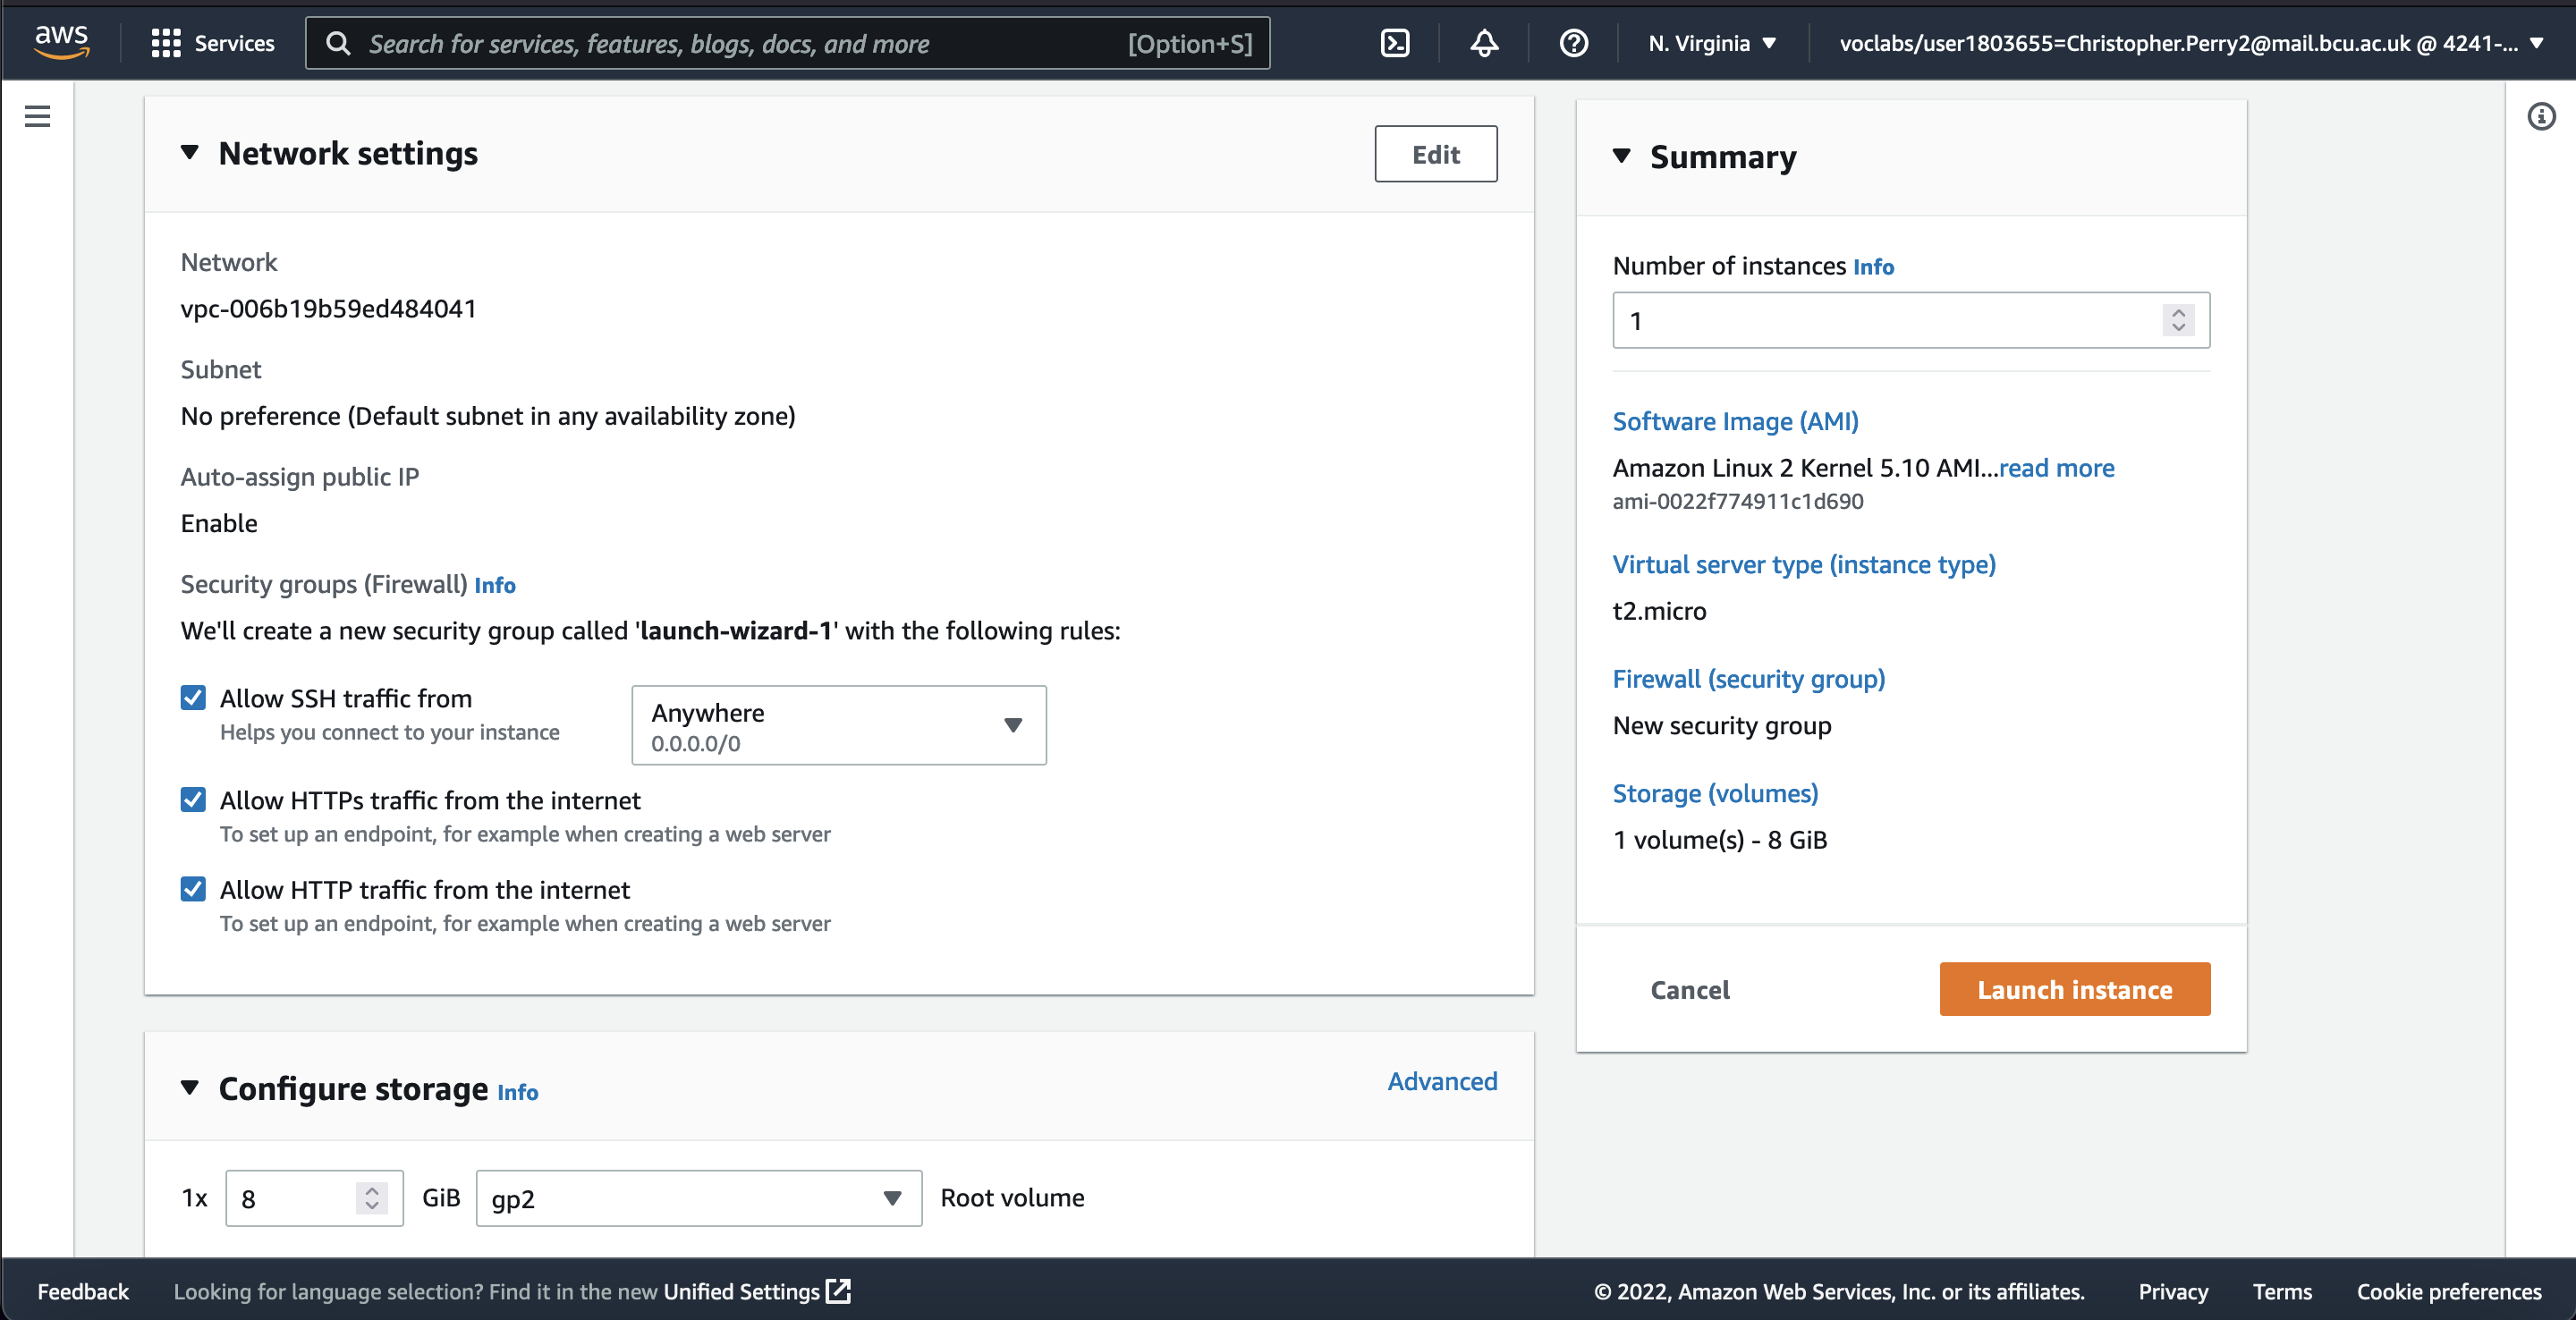 aws
Services
Search for services, features, blogs, docs, and more
[Option+S]
N. Virginia
voclabs/user1803655=Christopher.Perry2@mail.bcu.ac.uk @ 4241-...
Network settings
Edit
Network
vpc-006b19b59ed484041
Subnet
No preference (Default subnet in any availability zone)
Auto-assign public IP
Enable
Security groups (Firewall) Info
We'll create a new security group called 'launch-wizard-1' with the following rules:
Allow SSH traffic from
Helps you connect to your instance
Anywhere
0.0.0.0/0
Allow HTTPs traffic from the internet
To set up an endpoint, for example when creating a web server
Allow HTTP traffic from the internet
To set up an endpoint, for example when creating a web server
Configure storage Info
Advanced
1x
8
GiB
gp2
Root volume
Summary
Number of instances Info
1
Software Image (AMI)
Amazon Linux 2 Kernel 5.10 AMI...read more
ami-0022f774911c1d690
Virtual server type (instance type)
t2.micro
Firewall (security group)
New security group
Storage (volumes)
1 volume(s) - 8 GiB
Cancel
Launch instance
Feedback
Looking for language selection? Find it in the new Unified Settings
© 2022, Amazon Web Services, Inc. or its affiliates.
Privacy
Terms
Cookie preferences